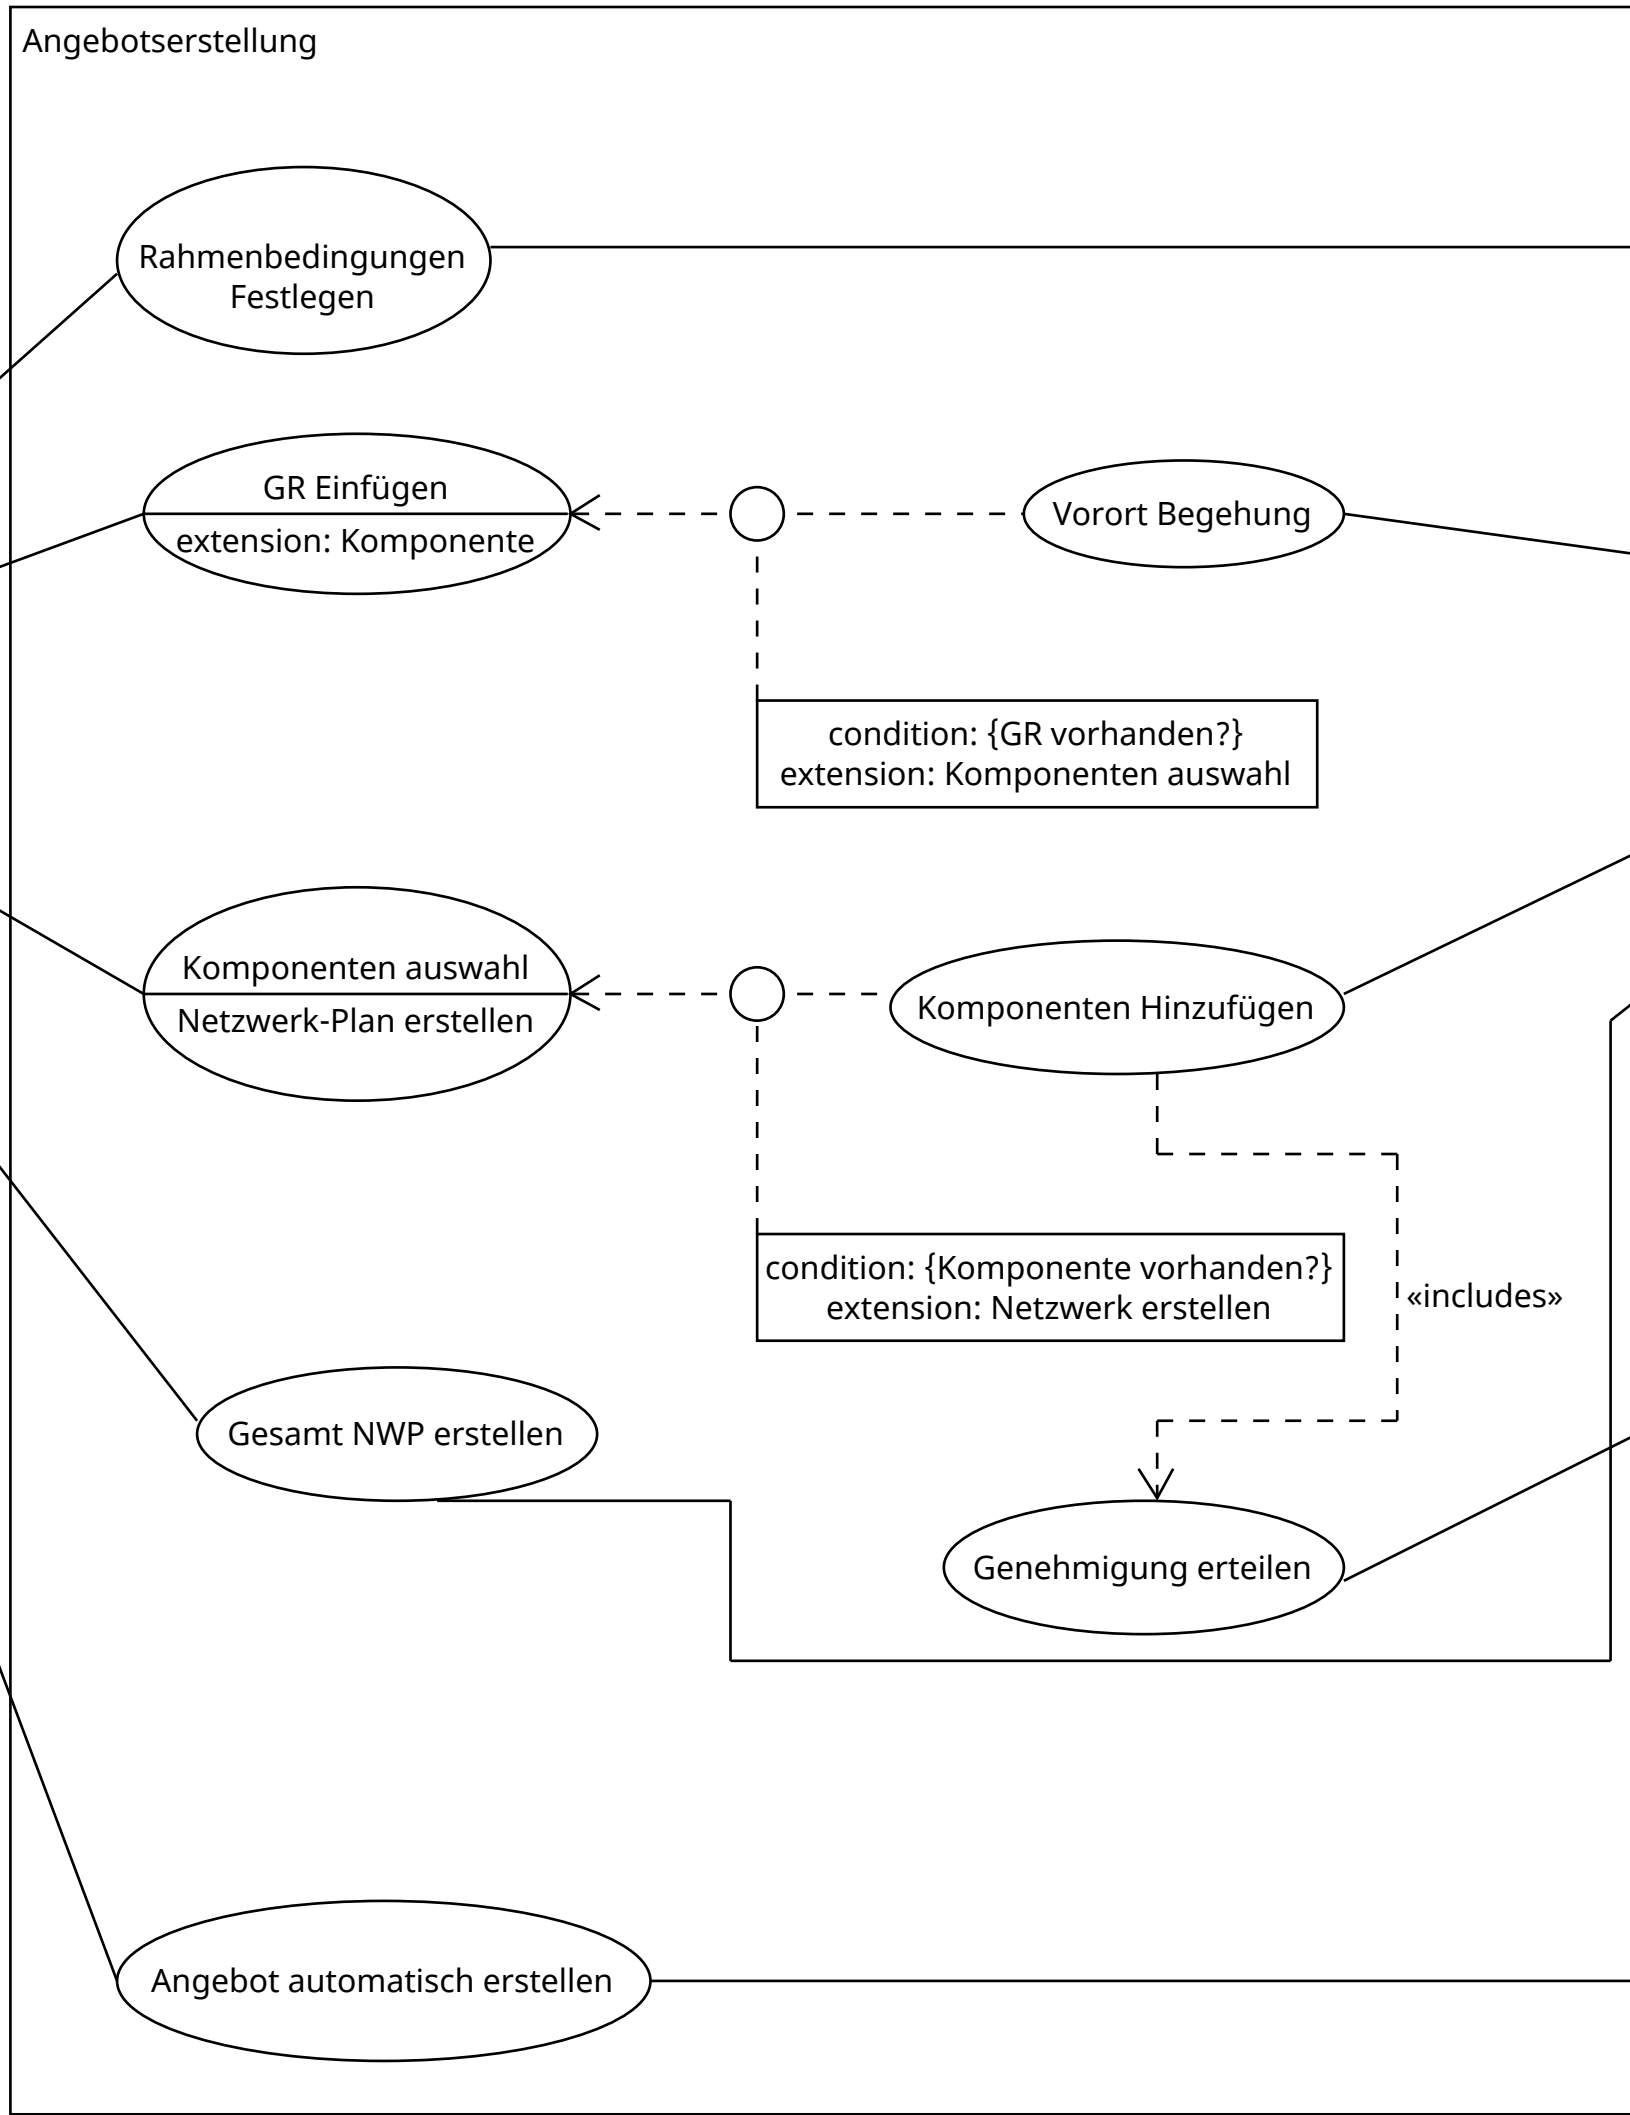 Angebotserstellung
Rahmenbedingungen
Festlegen
GR Einfügen
extension: Komponente
Vorort Begehung
condition: {GR vorhanden?}
extension: Komponenten auswahl
Komponenten auswahl
Netzwerk-Plan erstellen
Komponenten Hinzufügen
condition: {Komponente vorhanden?}
extension: Netzwerk erstellen
«includes»
Gesamt NWP erstellen
Genehmigung erteilen
Angebot automatisch erstellen